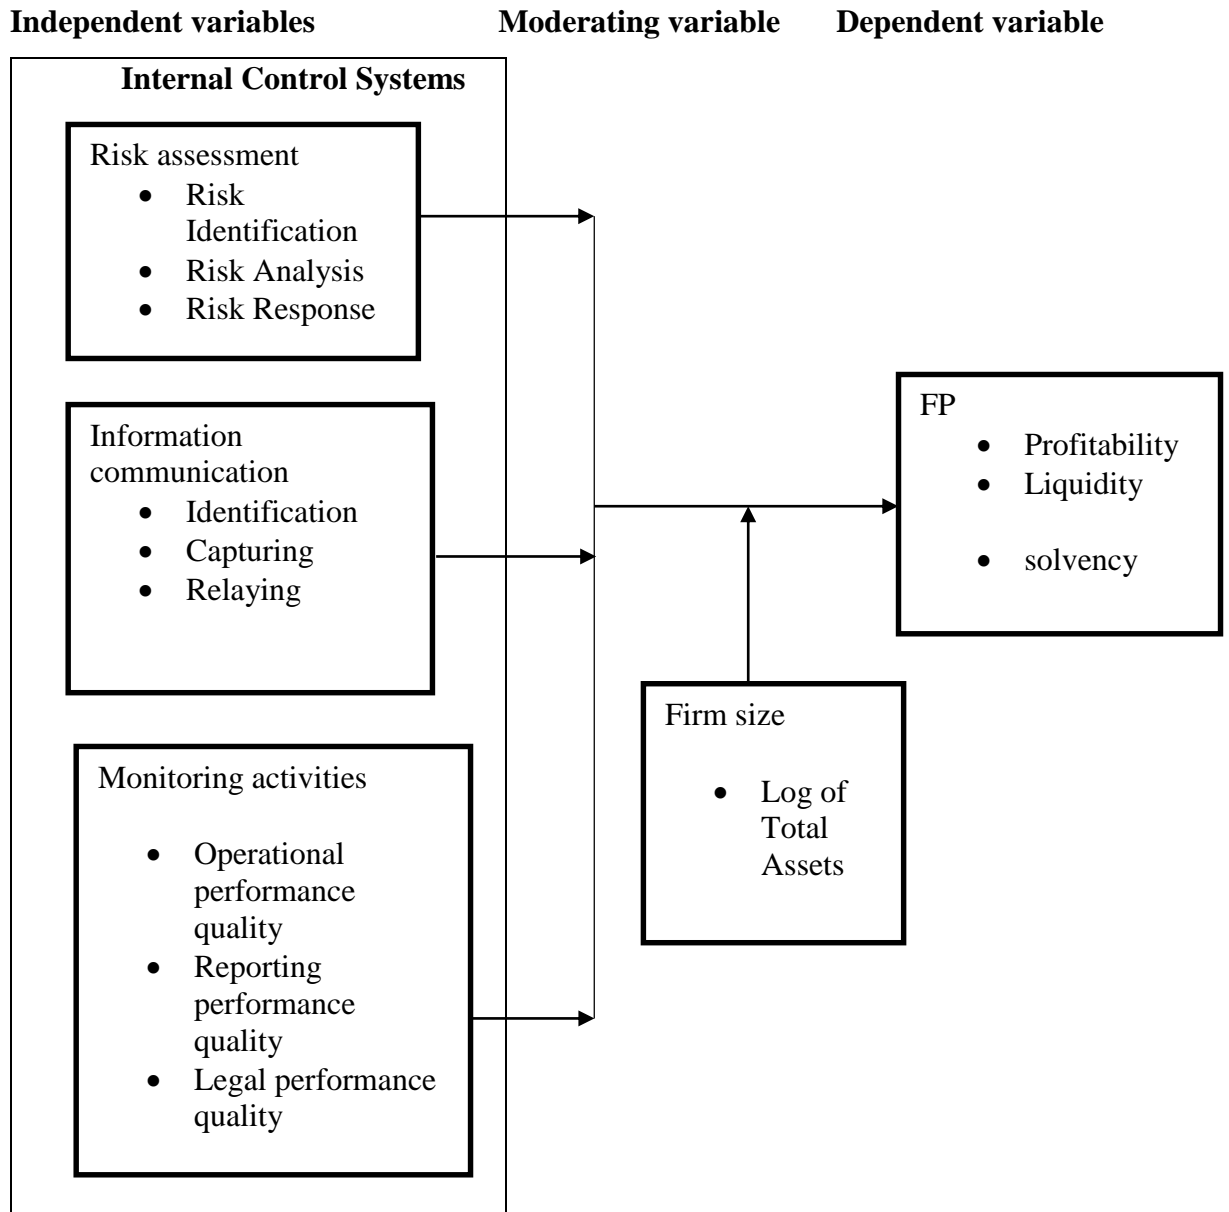 Independent variables
Moderating variable
Dependent variable
Internal Control Systems
Risk assessment
• Risk
Identification
• Risk Analysis
• Risk Response
Information
communication
• Identification
• Capturing
• Relaying
Monitoring activities
• Operational
performance
quality
• Reporting
performance
quality
• Legal performance
quality
Firm size
• Log of
Total
Assets
FP
• Profitability
• Liquidity
• solvency